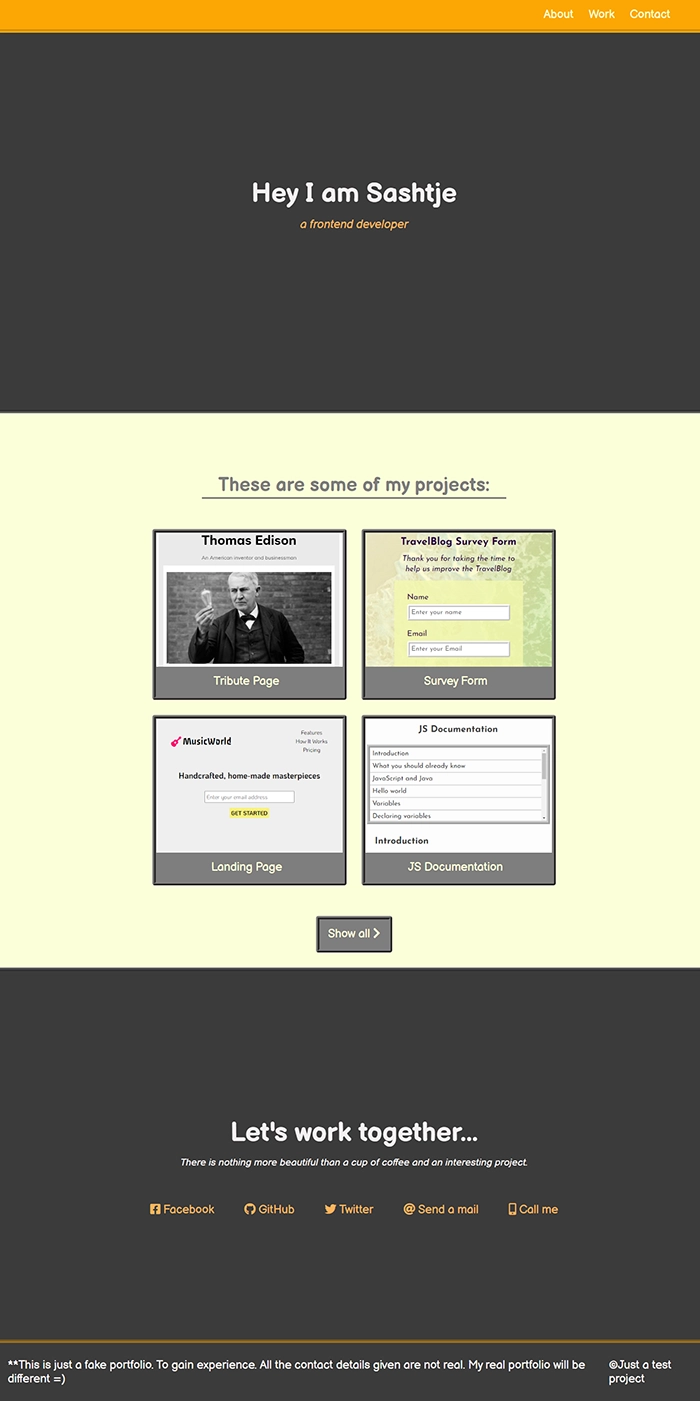 About Work Contact
Hey I am Sashtje
a frontend developer
These are some of my projects:
Thomas Edison
An American inventor and businessman
Tribute Page
TravelBlog Survey Form
Thank you for taking the time to
help us improve the TravelBlog
Name
Enter your name
Email
Enter your Email
Survey Form
MusicWorld
Features
How It Works
Pricing
Handcrafted, home-made masterpieces
Enter your email address
GET STARTED
Landing Page
JS Documentation
Introduction
What you should already know
JavaScript and Java
Hello world
Variables
Declaring variables
Introduction
JS Documentation
Show all
Let's work together...
There is nothing more beautiful than a cup of coffee and an interesting project.
Facebook GitHub Twitter Send a mail Call me
**This is just a fake portfolio. To gain experience. All the contact details given are not real. My real portfolio will be
different =)
©Just a test
project